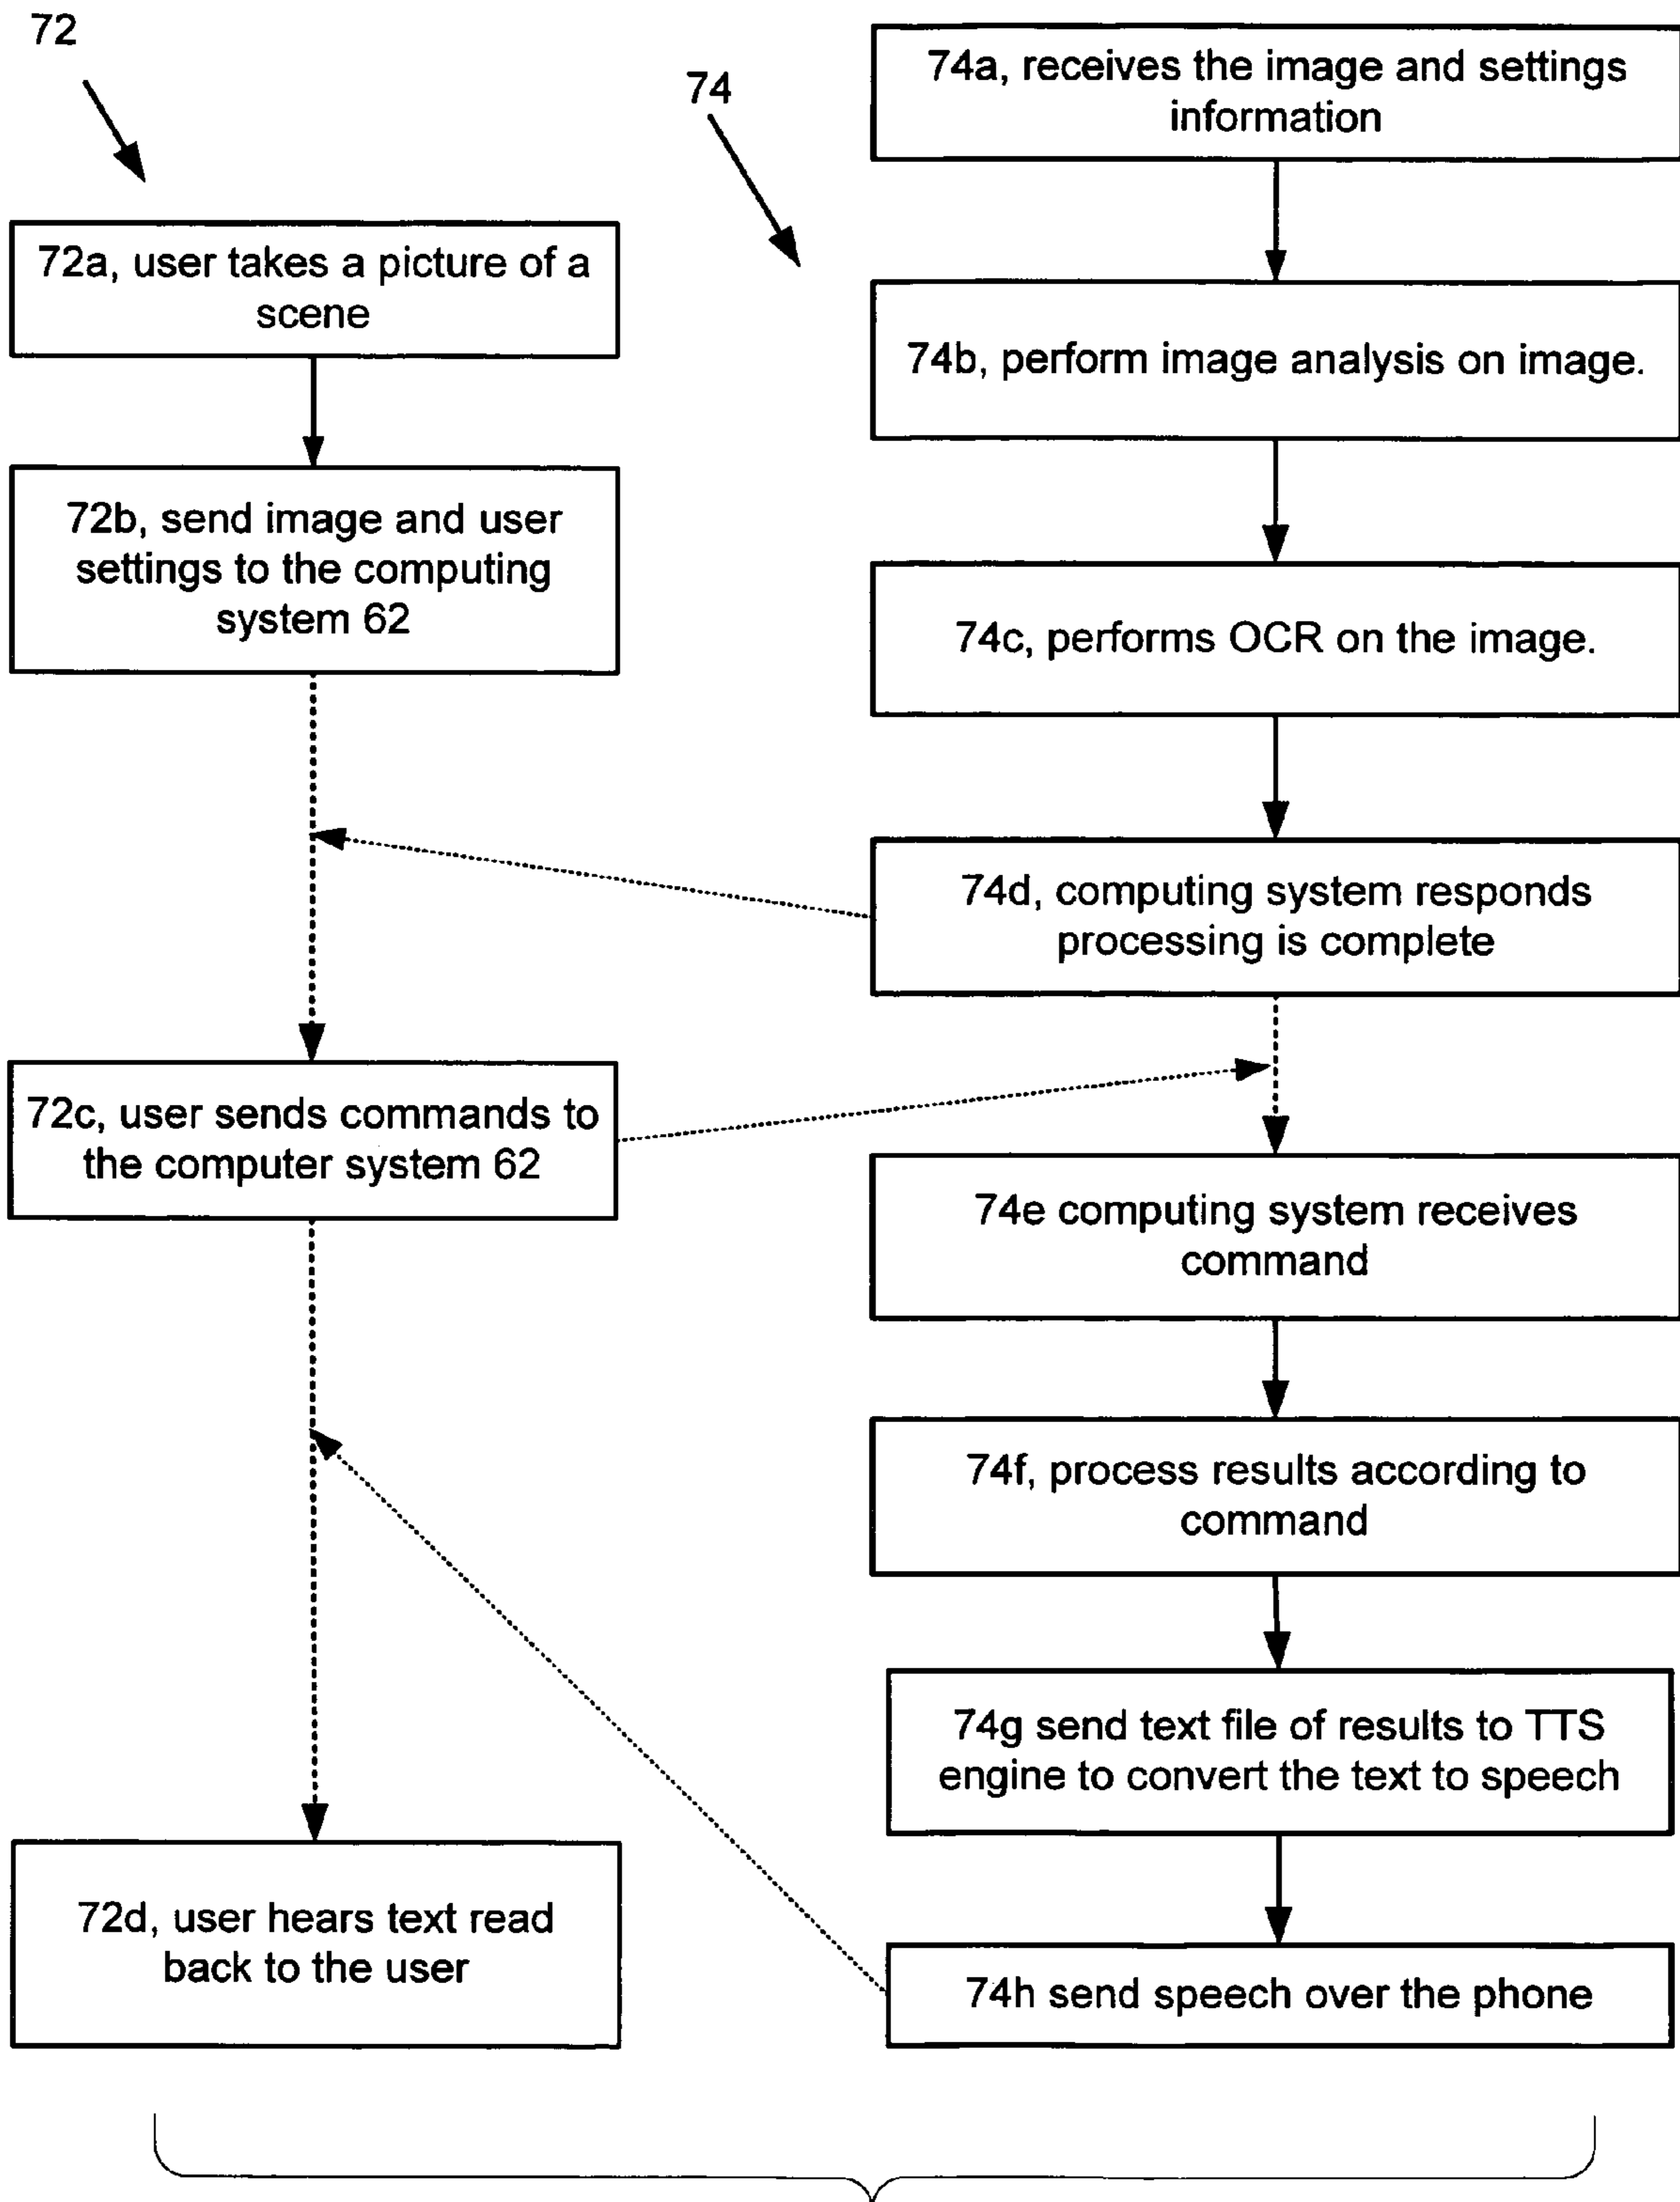 72
72a, user takes a picture of a
scene
72b, send image and user
settings to the computing
system 62
72c, user sends commands to
the computer system 62
72d, user hears text read
back to the user
74
74a, receives the image and settings
information
74b, perform image analysis on image.
74c, performs OCR on the image.
74d, computing system responds
processing is complete
74e computing system receives
command
74f, process results according to
command
74g send text file of results to TTS
engine to convert the text to speech
74h send speech over the phone